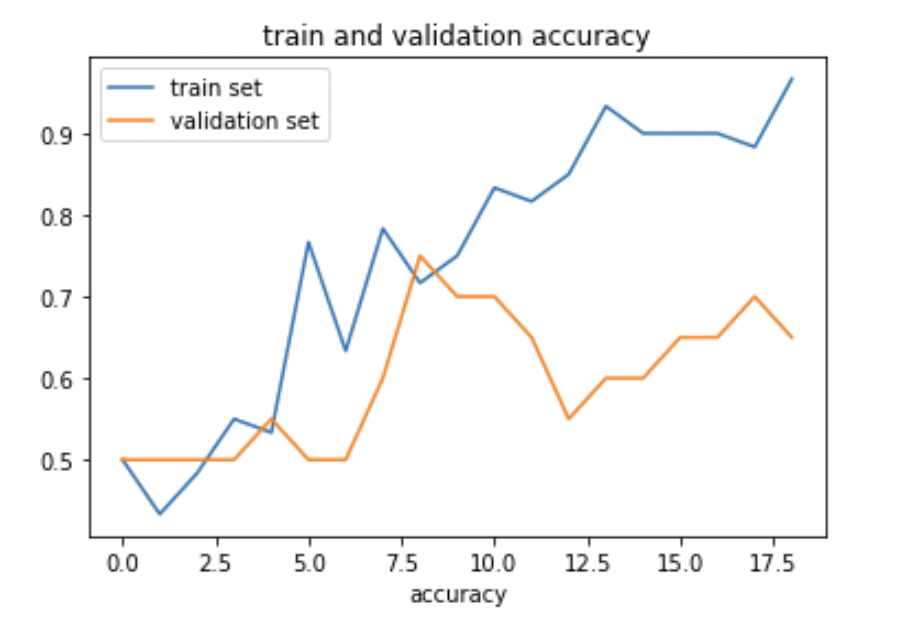 train and validation accuracy
train set
validation set
0.9
0.8
0.7
0.6
0.5
0.0 2.5 5.0 7.5 10.0 12.5 15.0 17.5
accuracy